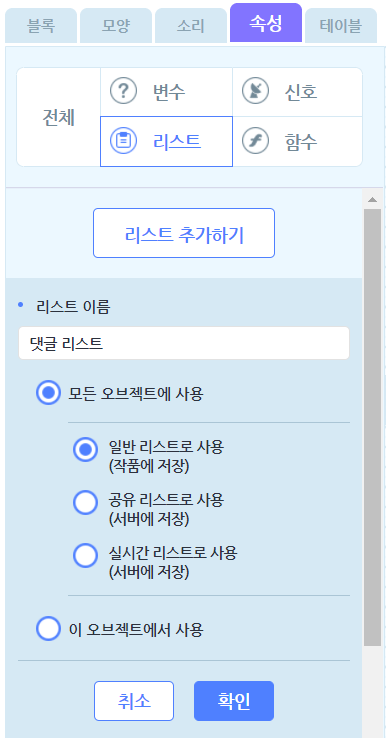 블록 모양 소리 속성 테이블
전체
변수 신호
리스트 함수
리스트 추가하기
리스트 이름
댓글 리스트
모든 오브젝트에 사용
일반 리스트로 사용
(작품에 저장)
공유 리스트로 사용
(서버에 저장)
실시간 리스트로 사용
(서버에 저장)
이 오브젝트에서 사용
취소 확인